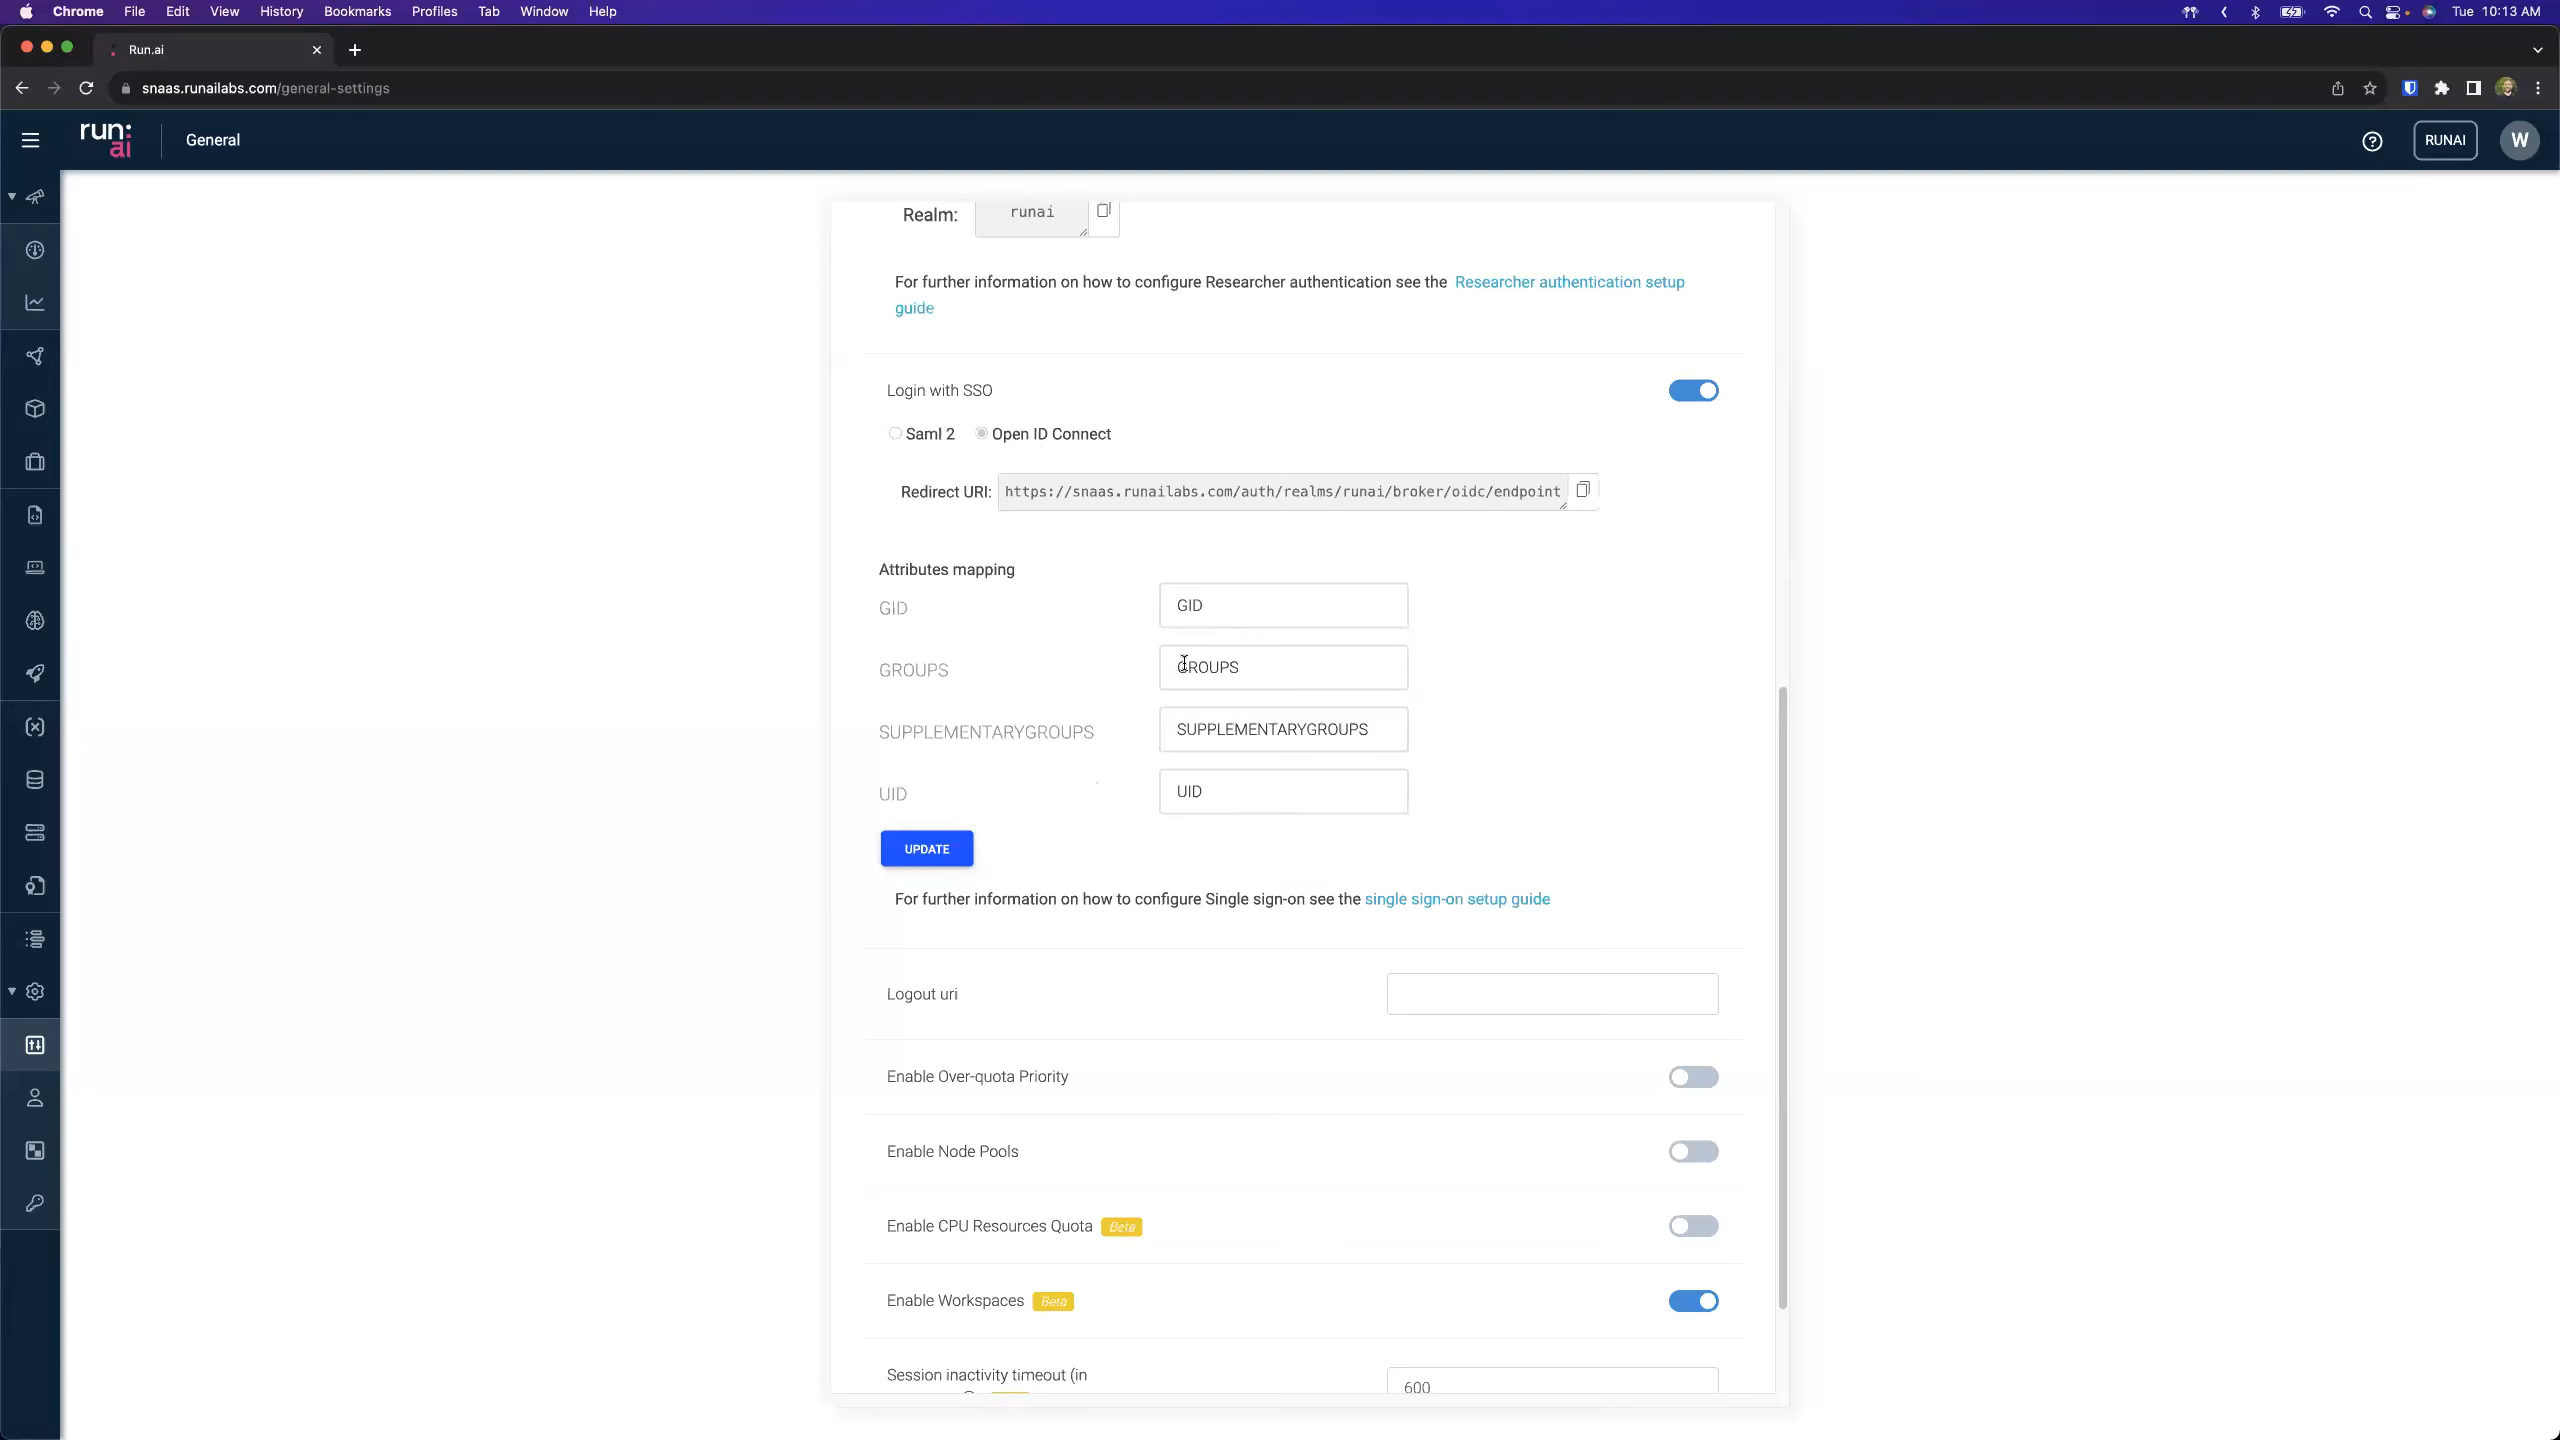 Chrome File Edit View History Bookmarks Profiles Tab Window Help Tue 10:13 AM
Run.ai
snaas.runailabs.com/general-settings
run:
ai
General
RUNAI
W
Realm: runai
For further information on how to configure Researcher authentication see the Researcher authentication setup
guide
Login with SSO
Saml 2 Open ID Connect
Redirect URI: https://snaas.runailabs.com/auth/realms/runai/broker/oidc/endpoint
Attributes mapping
GID GID
GROUPS GROUPS
SUPPLEMENTARYGROUPS SUPPLEMENTARYGROUPS
UID UID
UPDATE
For further information on how to configure Single sign-on see the single sign-on setup guide
Logout uri
Enable Over-quota Priority
Enable Node Pools
Enable CPU Resources Quota Beta
Enable Workspaces Beta
Session inactivity timeout (in
600